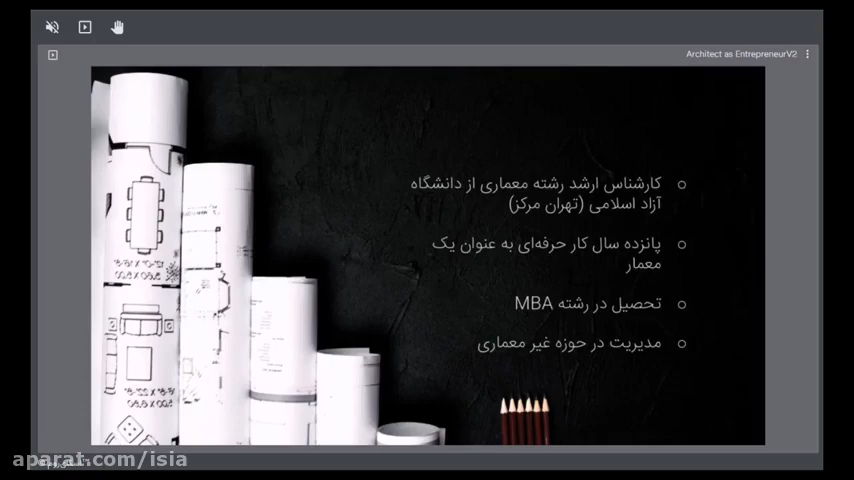 Architect as EntrepreneurV2
کارشناس ارشد رشته معماری از دانشگاه
آزاد اسلامی (تهران مرکز)
پانزده سال کار حرفه‌ای به عنوان یک
معمار
تحصیل در رشته MBA
مدیریت در حوزه غیر معماری
aparat.com/isia